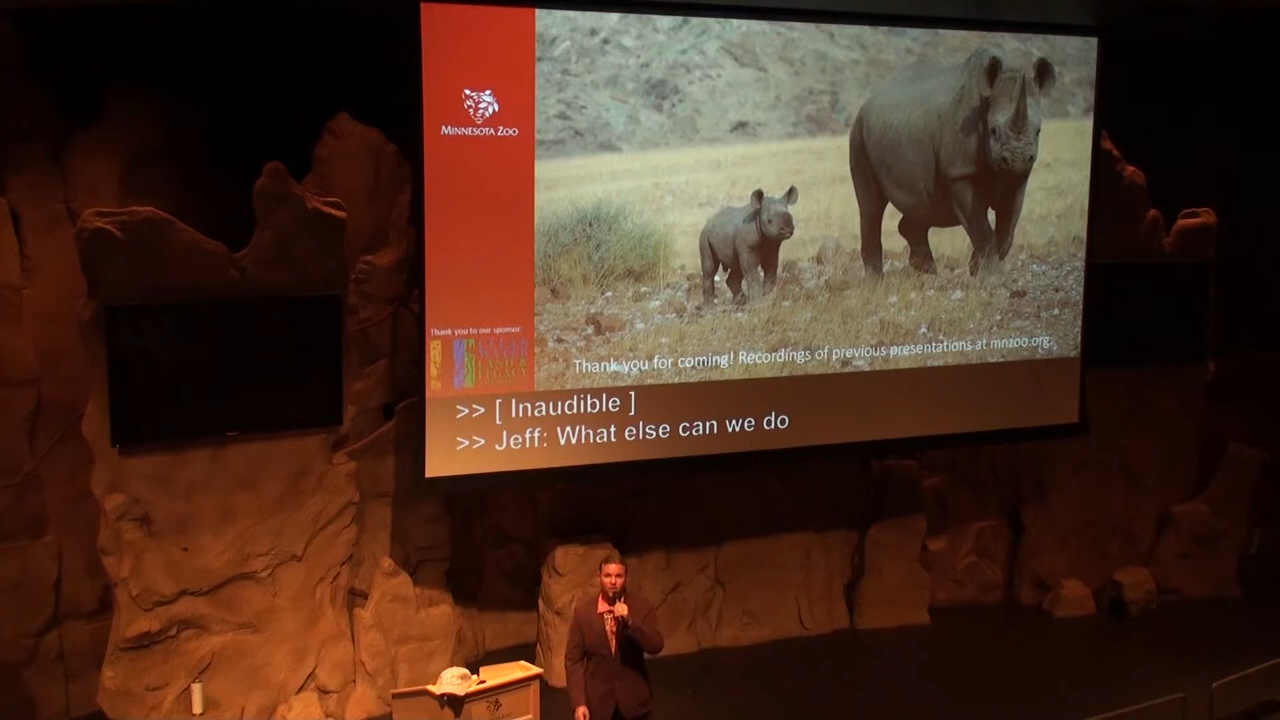 MINNESOTA ZOO
Thank you to our sponsor:
Thank you for coming! Recordings of previous presentations at mnzoo.org.
>> [ Inaudible ]
>> Jeff: What else can we do